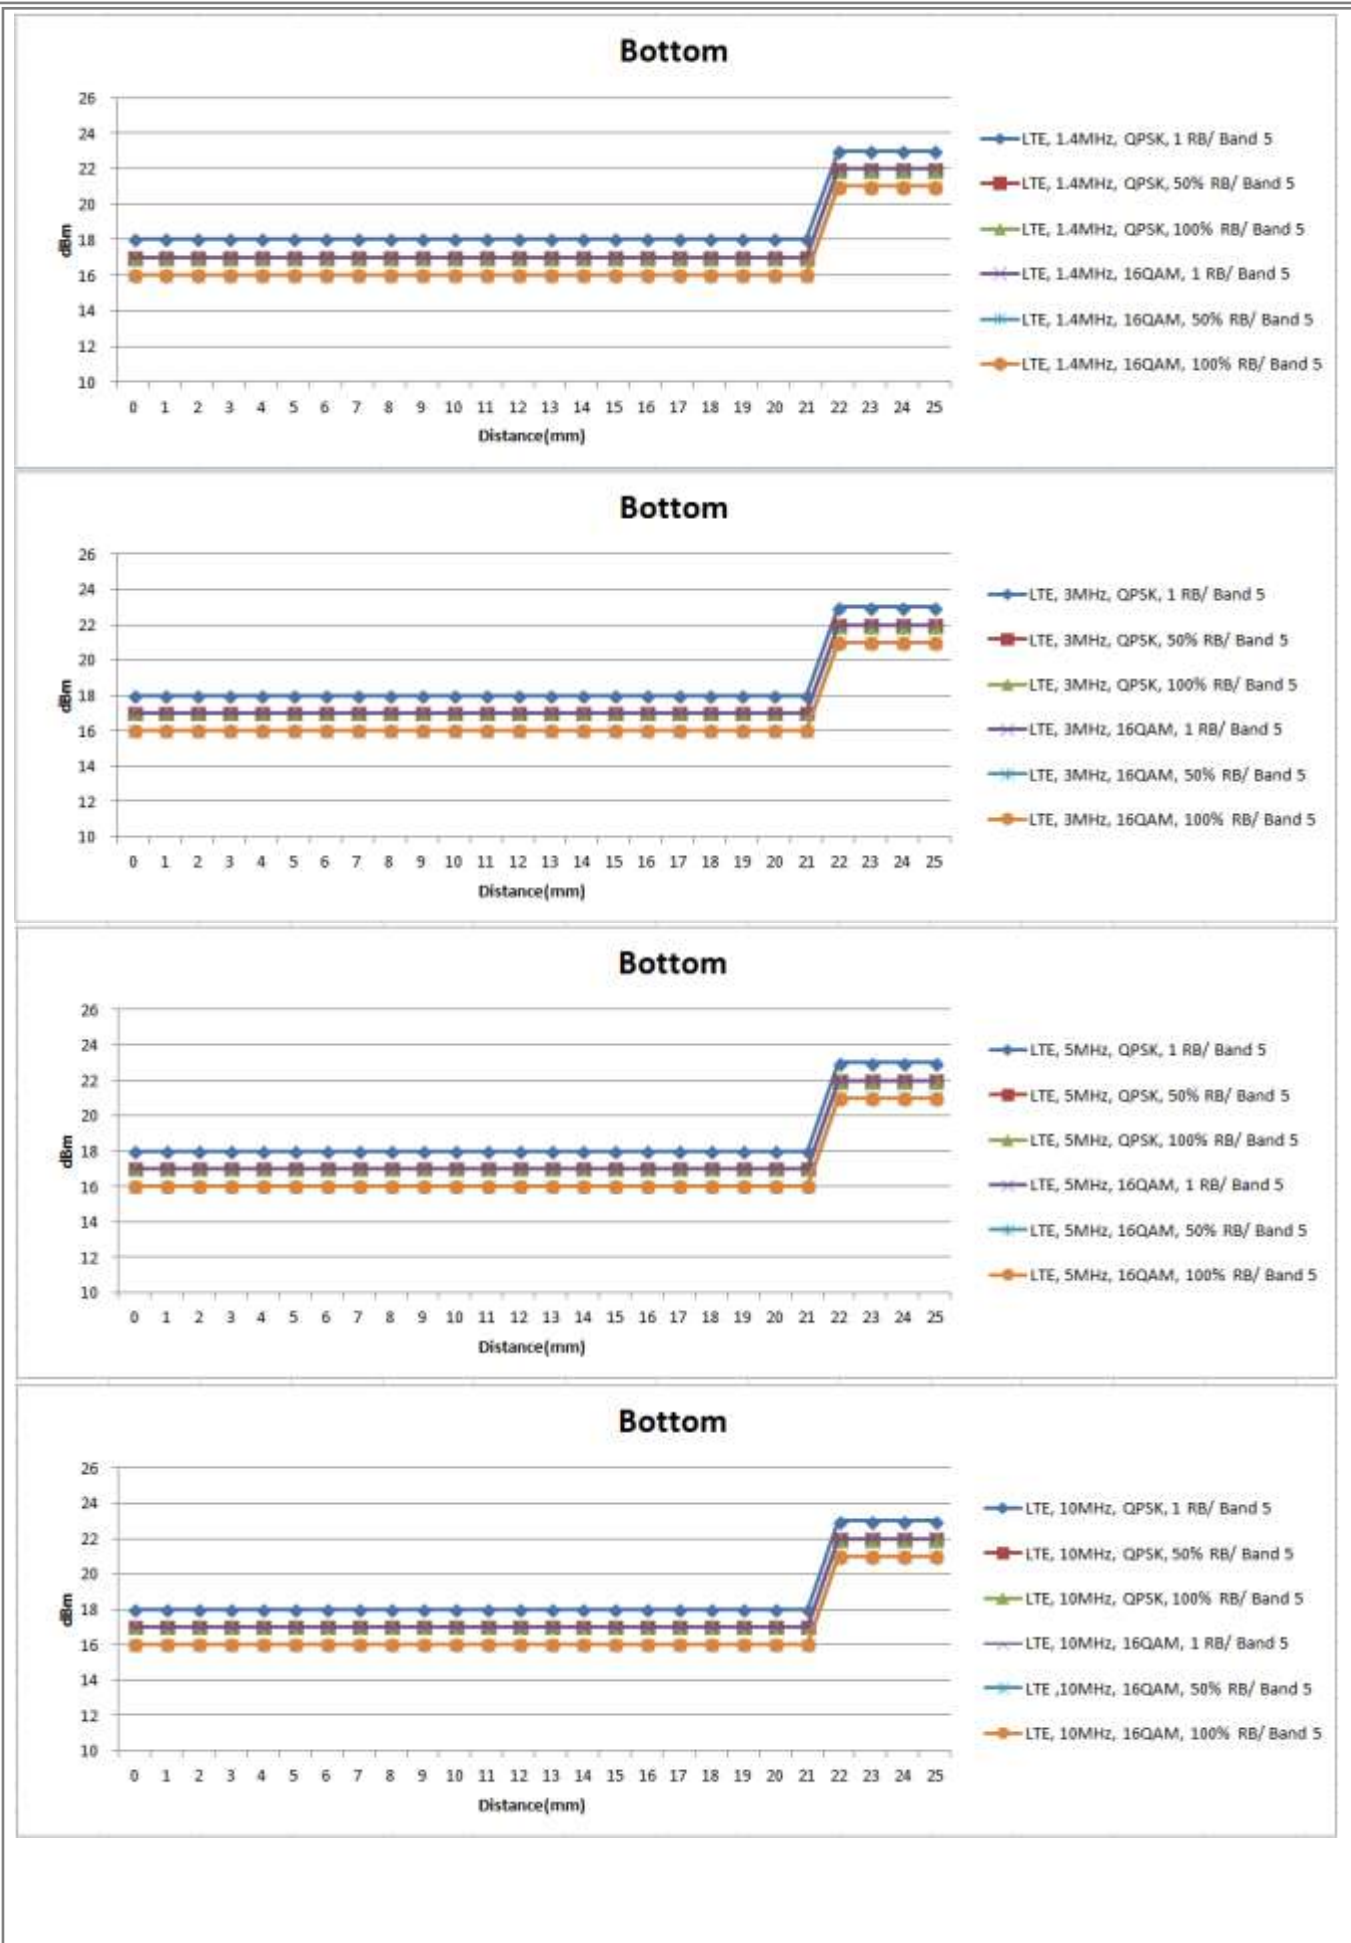 Bottom
26
24
22
20
18
16
14
12
10
dBm
0 1 2 3 4 5 6 7 8 9 10 11 12 13 14 15 16 17 18 19 20 21 22 23 24 25
Distance(mm)
LTE, 1.4MHz, QPSK, 1 RB/ Band 5
LTE, 1.4MHz, QPSK, 50% RB/ Band 5
LTE, 1.4MHz, QPSK, 100% RB/ Band 5
LTE, 1.4MHz, 16QAM, 1 RB/ Band 5
LTE, 1.4MHz, 16QAM, 50% RB/ Band 5
LTE, 1.4MHz, 16QAM, 100% RB/ Band 5
Bottom
26
24
22
20
18
16
14
12
10
dBm
0 1 2 3 4 5 6 7 8 9 10 11 12 13 14 15 16 17 18 19 20 21 22 23 24 25
Distance(mm)
LTE, 3MHz, QPSK, 1 RB/ Band 5
LTE, 3MHz, QPSK, 50% RB/ Band 5
LTE, 3MHz, QPSK, 100% RB/ Band 5
LTE, 3MHz, 16QAM, 1 RB/ Band 5
LTE, 3MHz, 16QAM, 50% RB/ Band 5
LTE, 3MHz, 16QAM, 100% RB/ Band 5
Bottom
26
24
22
20
18
16
14
12
10
dBm
0 1 2 3 4 5 6 7 8 9 10 11 12 13 14 15 16 17 18 19 20 21 22 23 24 25
Distance(mm)
LTE, 5MHz, QPSK, 1 RB/ Band 5
LTE, 5MHz, QPSK, 50% RB/ Band 5
LTE, 5MHz, QPSK, 100% RB/ Band 5
LTE, 5MHz, 16QAM, 1 RB/ Band 5
LTE, 5MHz, 16QAM, 50% RB/ Band 5
LTE, 5MHz, 16QAM, 100% RB/ Band 5
Bottom
26
24
22
20
18
16
14
12
10
dBm
0 1 2 3 4 5 6 7 8 9 10 11 12 13 14 15 16 17 18 19 20 21 22 23 24 25
Distance(mm)
LTE, 10MHz, QPSK, 1 RB/ Band 5
LTE, 10MHz, QPSK, 50% RB/ Band 5
LTE, 10MHz, QPSK, 100% RB/ Band 5
LTE, 10MHz, 16QAM, 1 RB/ Band 5
LTE ,10MHz, 16QAM, 50% RB/ Band 5
LTE, 10MHz, 16QAM, 100% RB/ Band 5